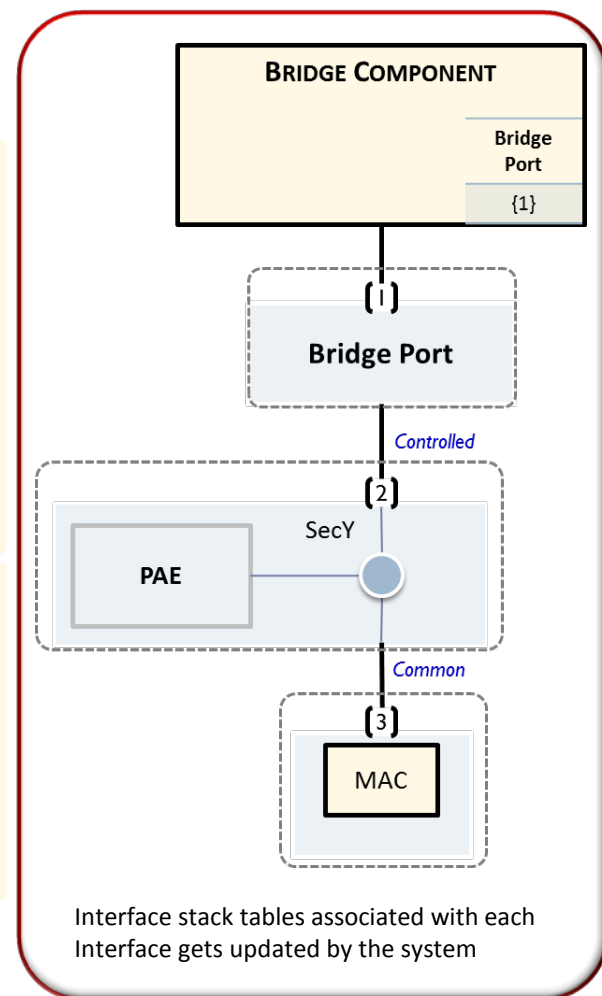 BRIDGE COMPONENT
Bridge
Port
{1}
1
Bridge Port
Controlled
2
SecY
PAE
Common
3
MAC
Interface stack tables associated with each
Interface gets updated by the system